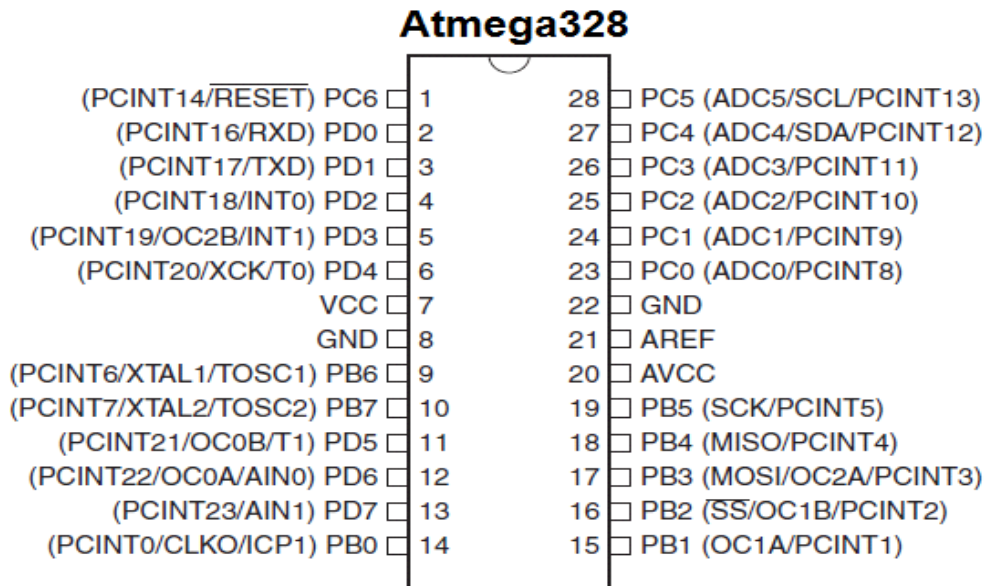 Atmega328
(PCINT14/RESET) PC6 1 28 PC5 (ADC5/SCL/PCINT13)
(PCINT16/RXD) PD0 2 27 PC4 (ADC4/SDA/PCINT12)
(PCINT17/TXD) PD1 3 26 PC3 (ADC3/PCINT11)
(PCINT18/INT0) PD2 4 25 PC2 (ADC2/PCINT10)
(PCINT19/OC2B/INT1) PD3 5 24 PC1 (ADC1/PCINT9)
(PCINT20/XCK/T0) PD4 6 23 PC0 (ADC0/PCINT8)
VCC 7 22 GND
GND 8 21 AREF
(PCINT6/XTAL1/TOSC1) PB6 9 20 AVCC
(PCINT7/XTAL2/TOSC2) PB7 10 19 PB5 (SCK/PCINT5)
(PCINT21/OC0B/T1) PD5 11 18 PB4 (MISO/PCINT4)
(PCINT22/OC0A/AIN0) PD6 12 17 PB3 (MOSI/OC2A/PCINT3)
(PCINT23/AIN1) PD7 13 16 PB2 (SS/OC1B/PCINT2)
(PCINT0/CLKO/ICP1) PB0 14 15 PB1 (OC1A/PCINT1)